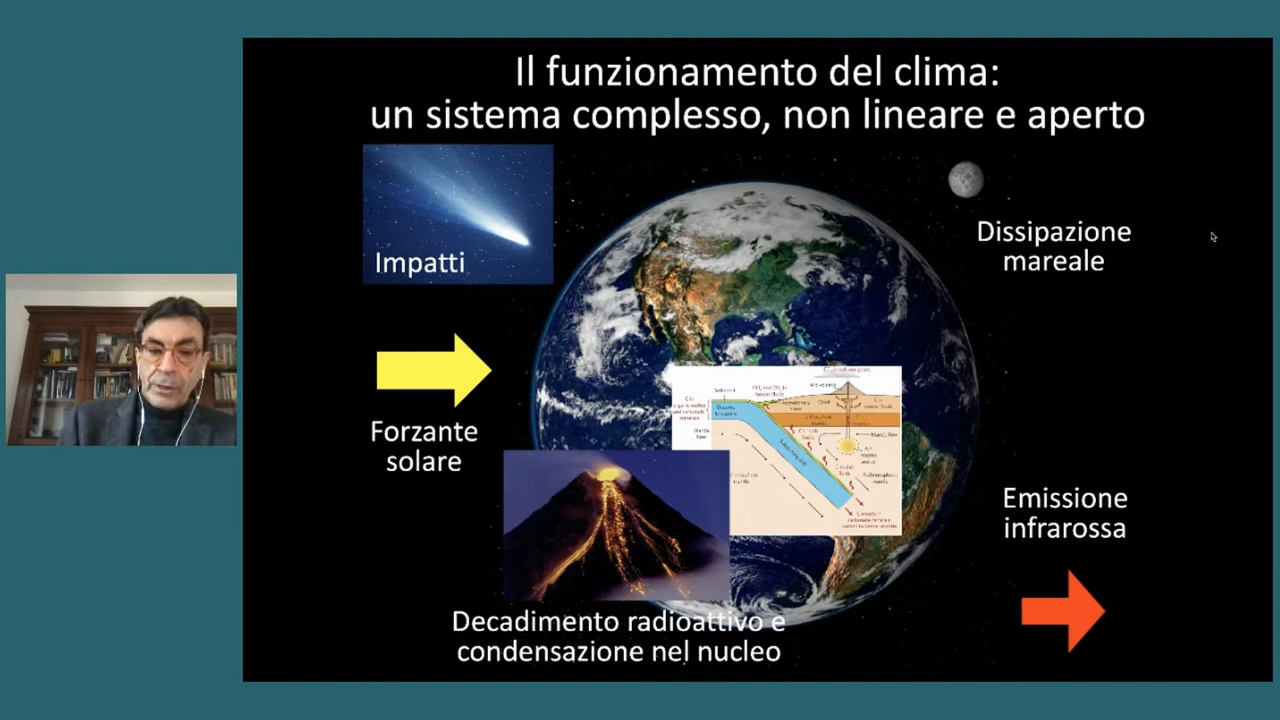 Il funzionamento del clima:
un sistema complesso, non lineare e aperto
Impatti
Dissipazione
mareale
Forzante
solare
Emissione
infrarossa
Decadimento radioattivo e
condensazione nel nucleo